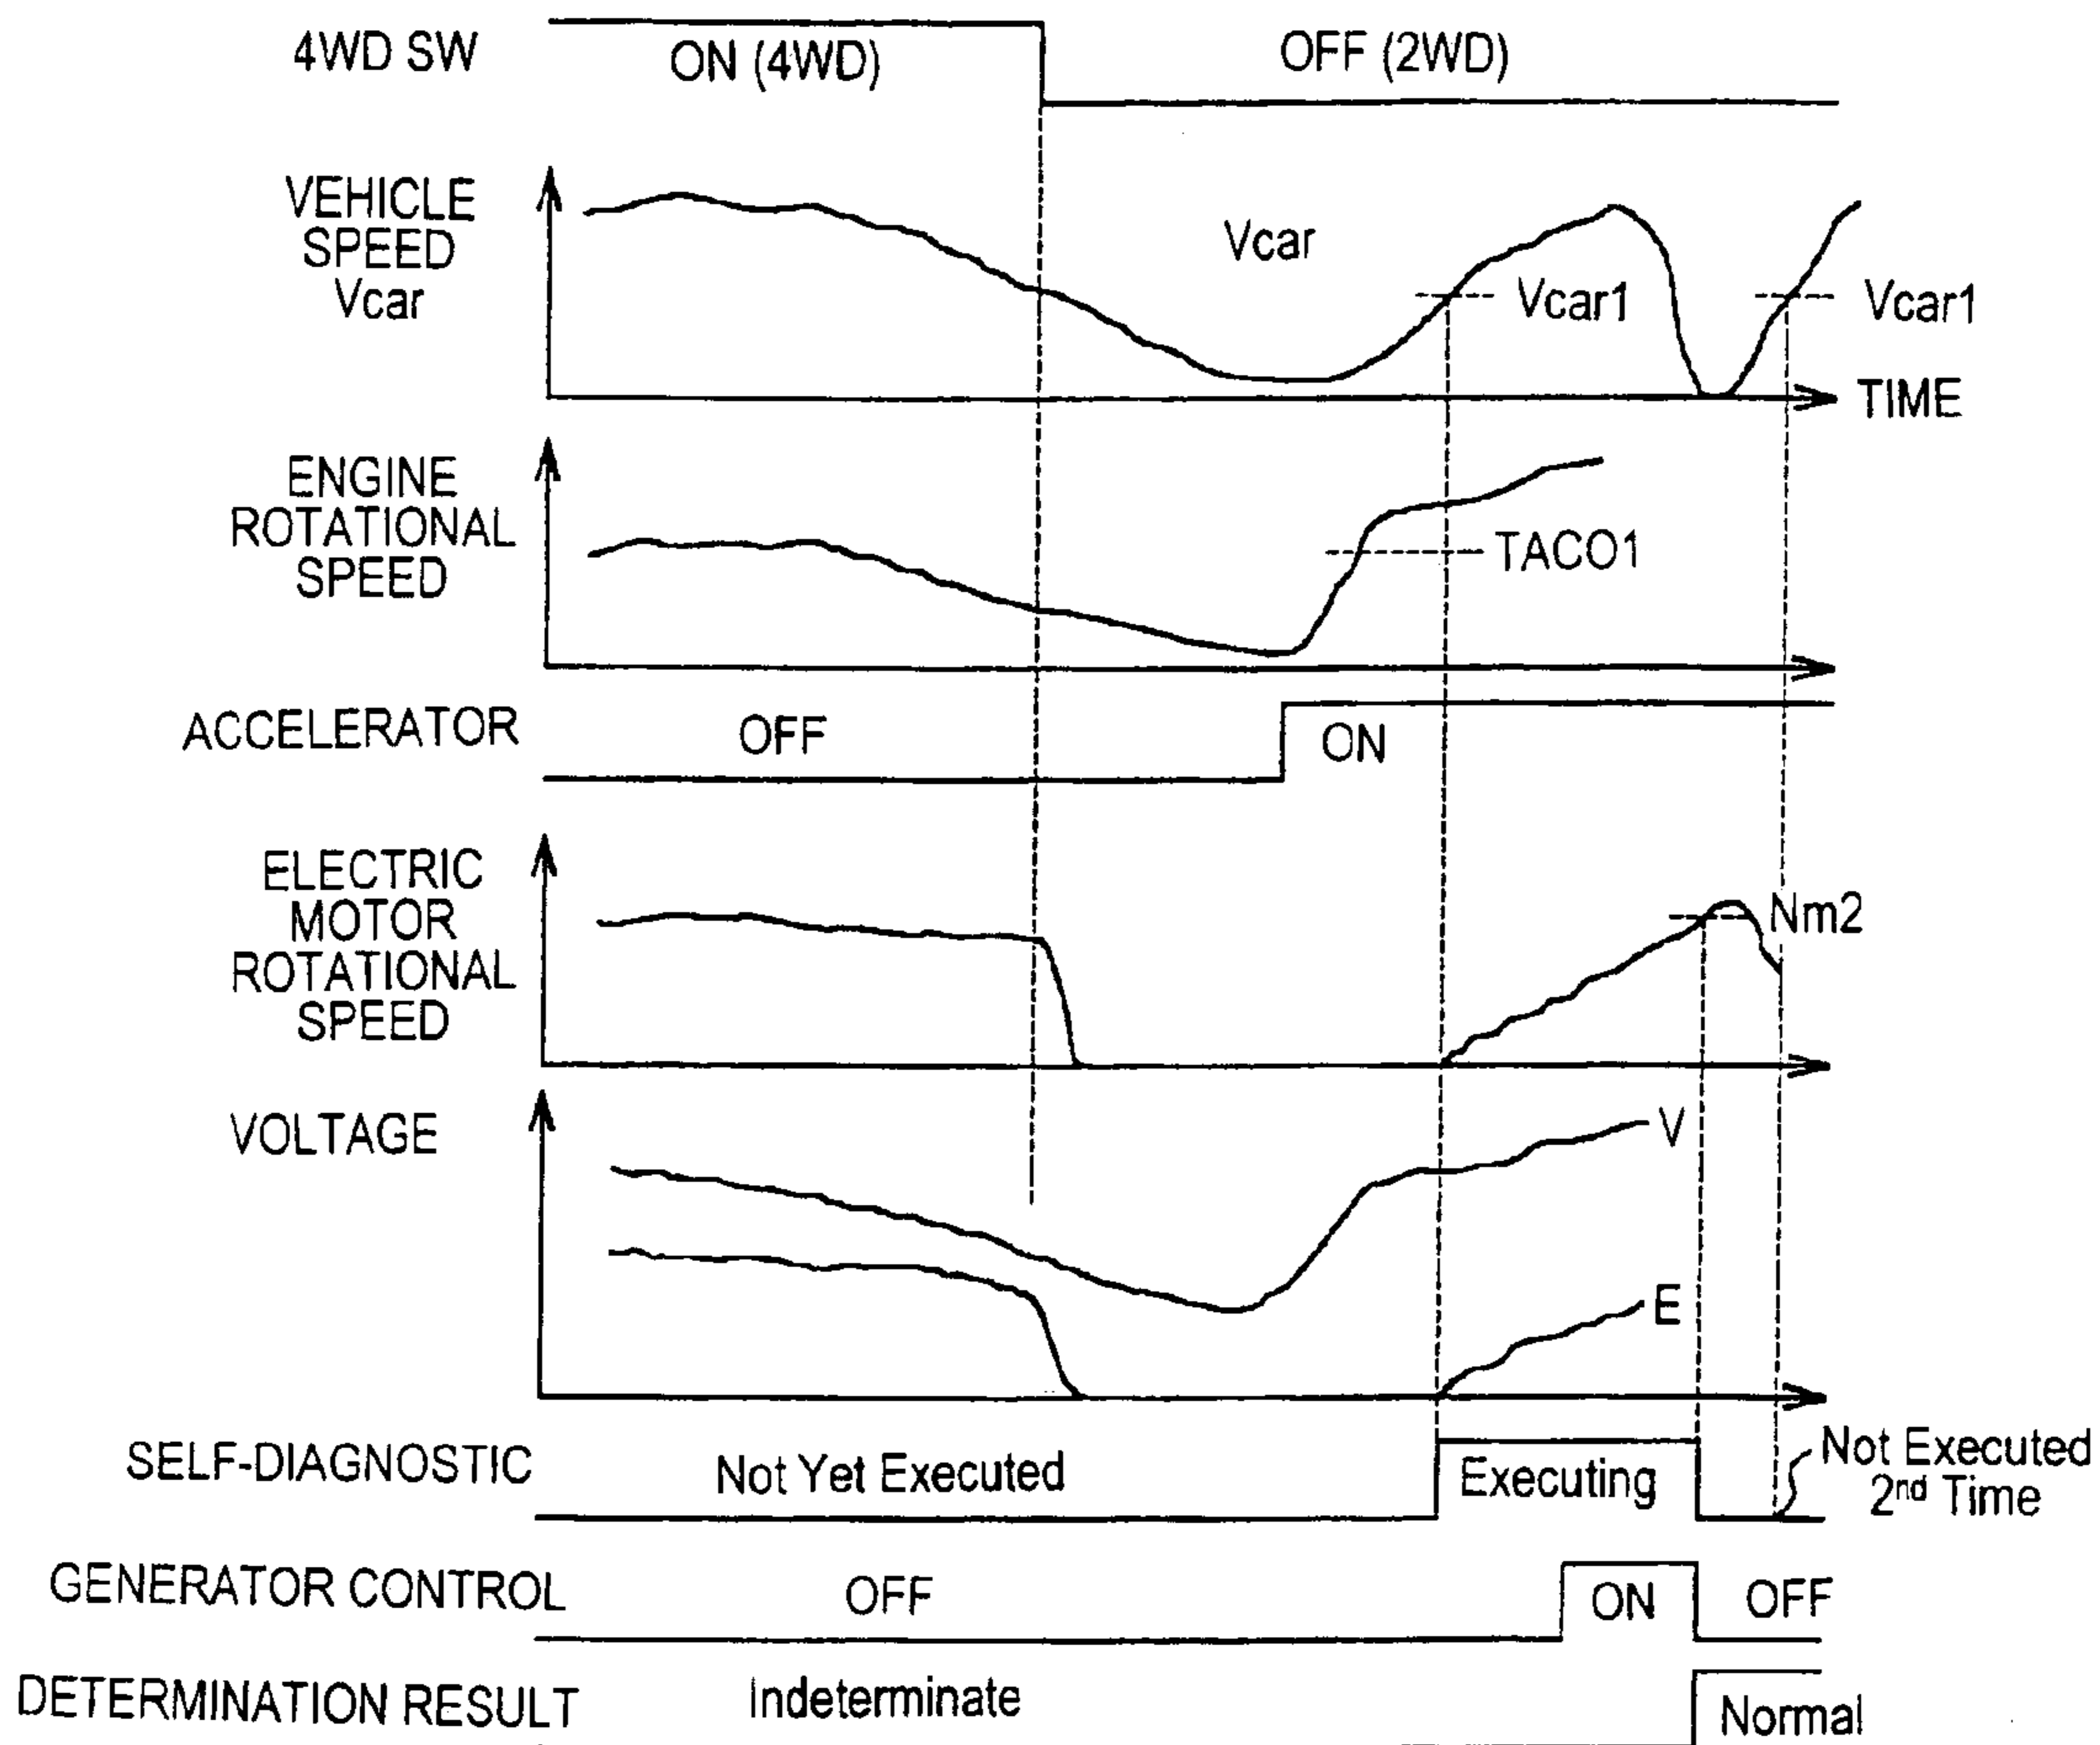 4WD SW
ON (4WD)
OFF (2WD)
VEHICLE
SPEED
Vcar
Vcar
Vcar1
Vcar1
TIME
ENGINE
ROTATIONAL
SPEED
TACO1
ACCELERATOR
OFF
ON
ELECTRIC
MOTOR
ROTATIONAL
SPEED
Nm2
VOLTAGE
V
E
SELF-DIAGNOSTIC
Not Yet Executed
Executing
Not Executed
2nd Time
GENERATOR CONTROL
OFF
ON
OFF
DETERMINATION RESULT
Indeterminate
Normal